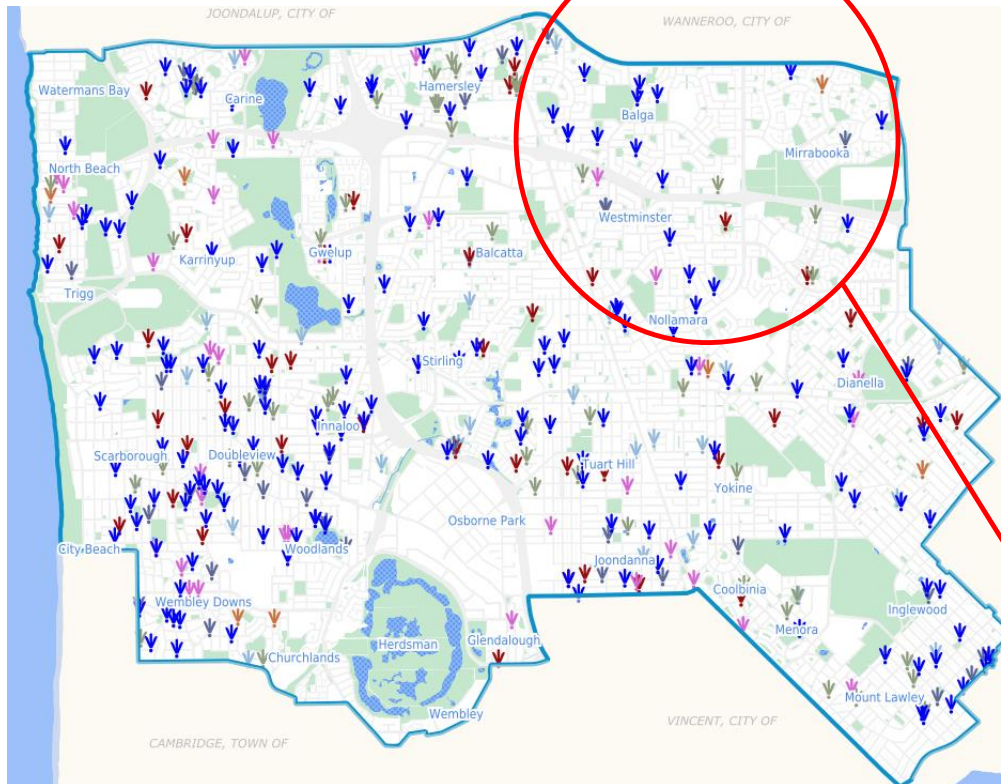 JOONDALUP, CITY OF
WANNEROO, CITY OF
Watermans Bay
Carine
Hamersley
Balga
Mirrabooka
North Beach
Westminster
Karrinyup
Gwelup
Balcatta
Trigg
Nollamara
Stirling
Dianella
Innaloo
Scarborough
Doubleview
Tuart Hill
Yokine
Osborne Park
City Beach
Woodlands
Joondanna
Coolbinia
Wembley Downs
Inglewood
Menora
Herdsman
Glendalough
Churchlands
Mount Lawley
Wembley
VINCENT, CITY OF
CAMBRIDGE, TOWN OF